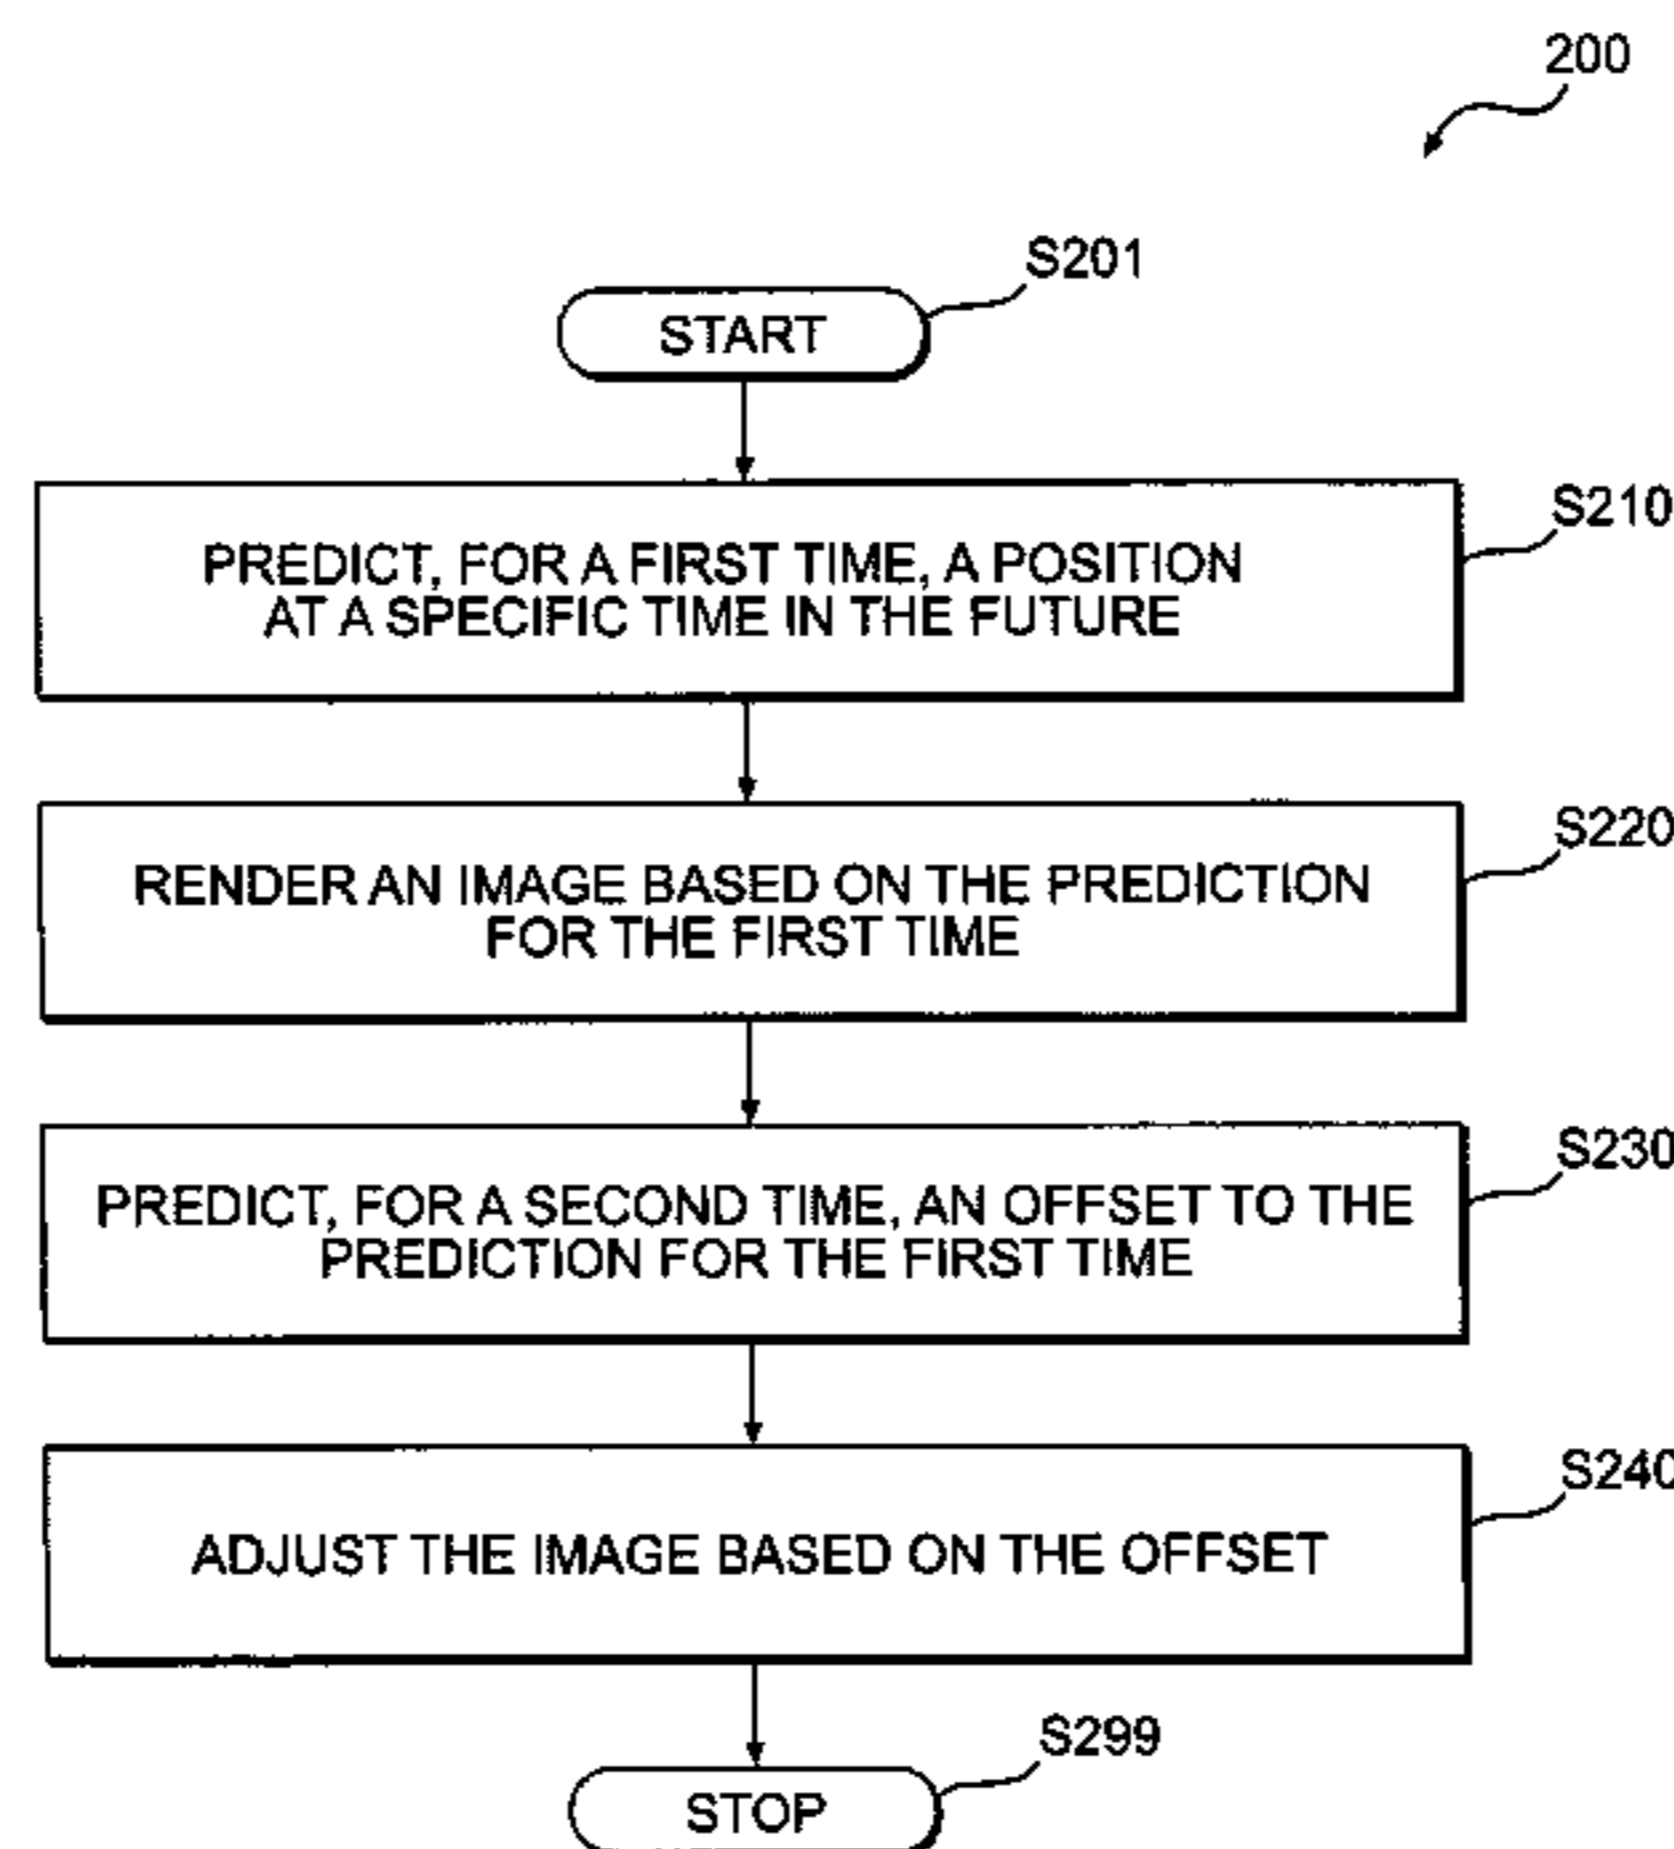 200
S201
START
S210
PREDICT, FOR A FIRST TIME, A POSITION
AT A SPECIFIC TIME IN THE FUTURE
S220
RENDER AN IMAGE BASED ON THE PREDICTION
FOR THE FIRST TIME
S230
PREDICT, FOR A SECOND TIME, AN OFFSET TO THE
PREDICTION FOR THE FIRST TIME
S240
ADJUST THE IMAGE BASED ON THE OFFSET
S299
STOP